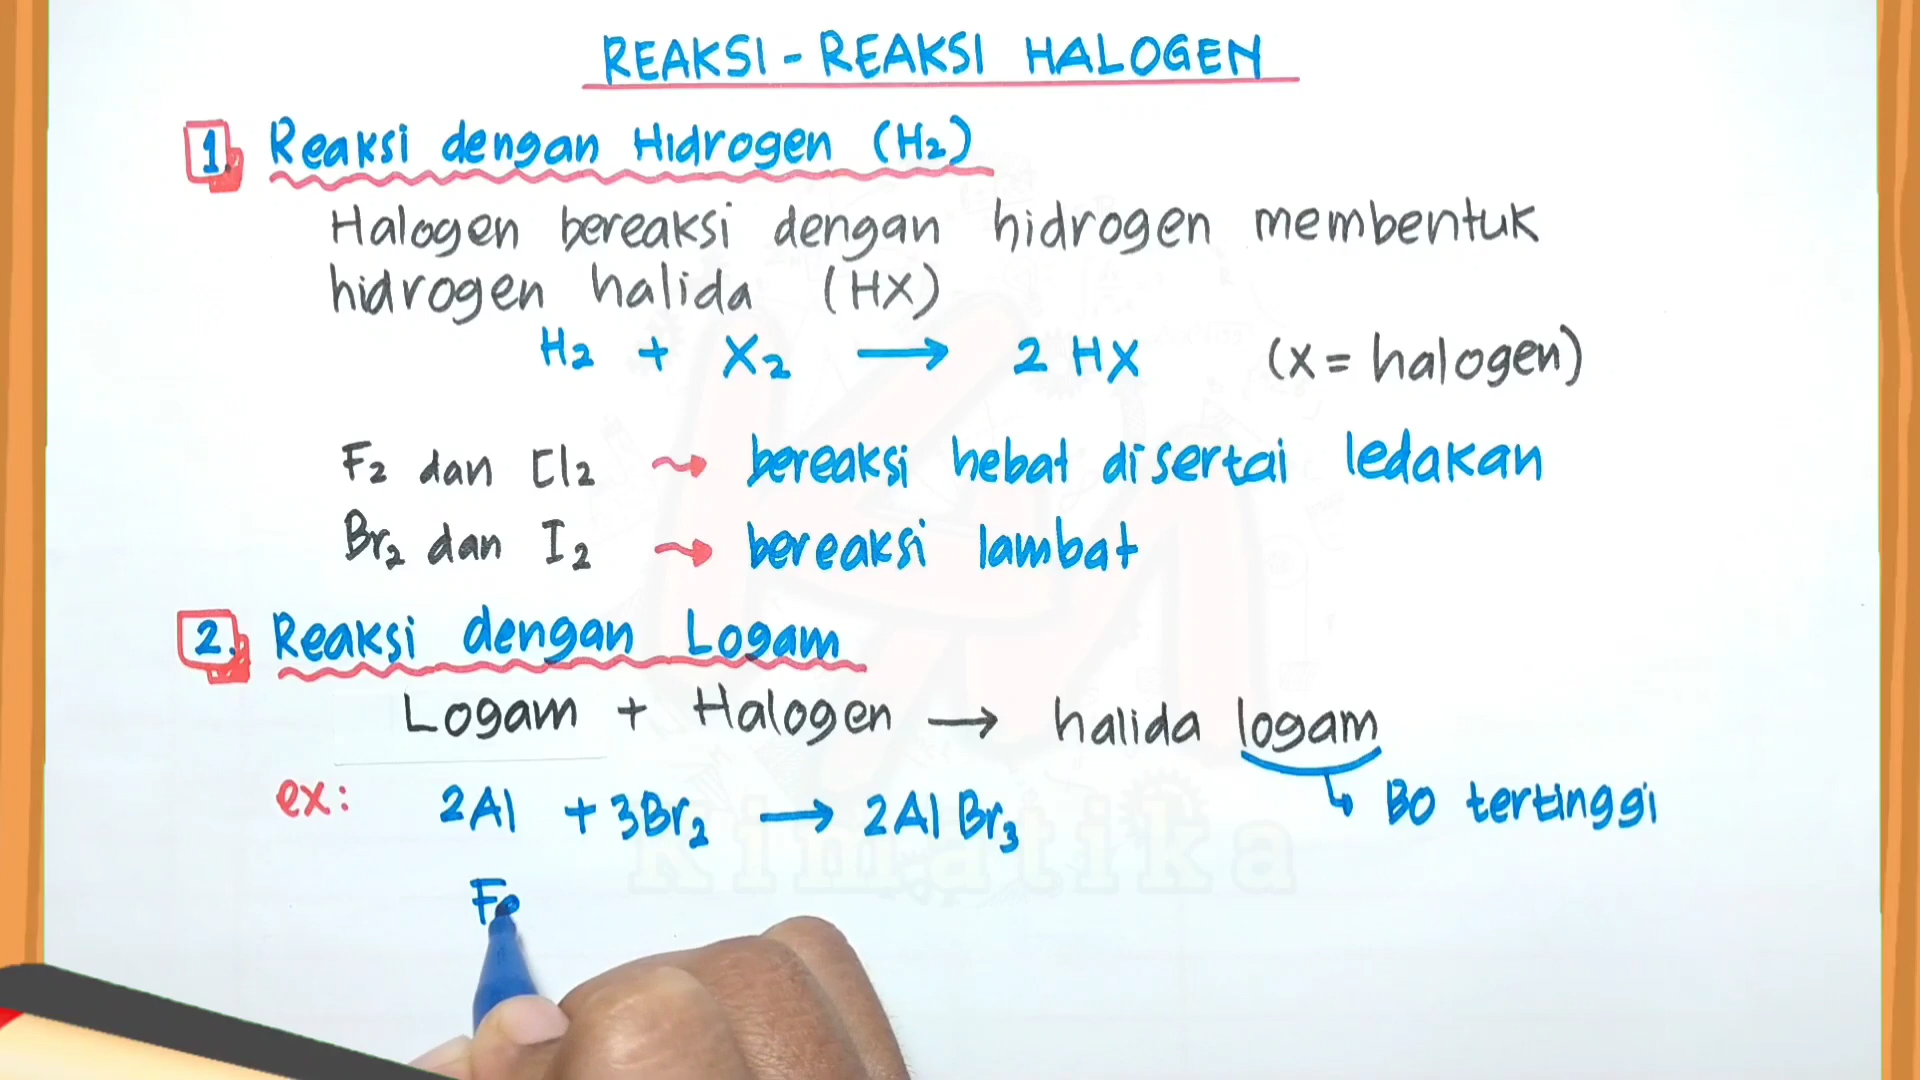 REAKSI - REAKSI HALOGEN
1. Reaksi dengan Hidrogen (H₂)
Halogen bereaksi dengan hidrogen membentuk
hidrogen halida (HX)
H₂ + X₂ → 2 HX (X = halogen)
F₂ dan Cl₂ → bereaksi hebat disertai ledakan
Br₂ dan I₂ → bereaksi lambat
2. Reaksi dengan Logam
Logam + Halogen → halida logam
↳ BO tertinggi
ex: 2Al + 3Br₂ → 2AlBr₃
Fe
Kimatika